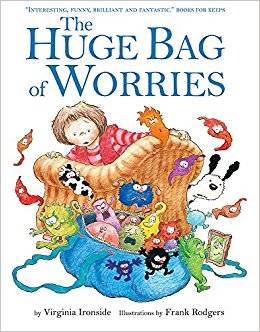 "INTERESTING, FUNNY, BRILLIANT AND FANTASTIC." BOOKS FOR KEEPS
The
HUGE BAG
of WORRIES
by Virginia Ironside Illustrations by Frank Rodgers